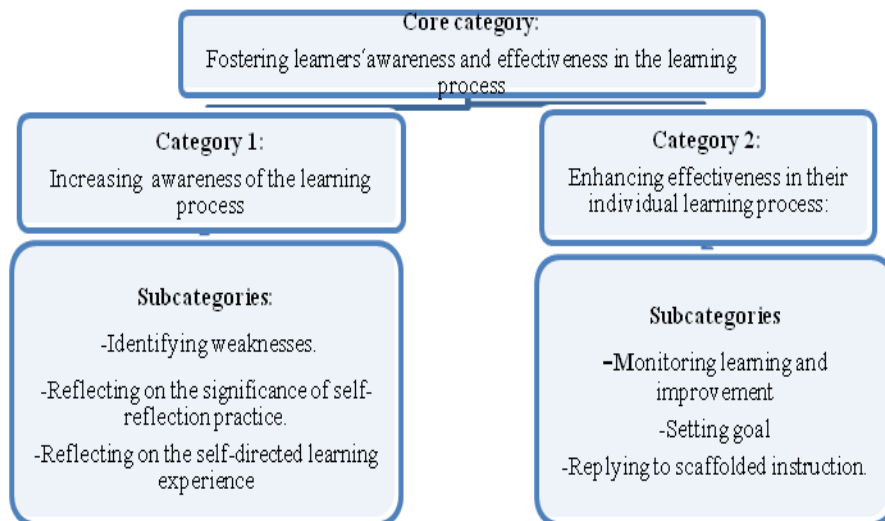 Core category:
Fostering learners´awareness and effectiveness in the learning
process
Category 1:
Increasing awareness of the learning
process
Category 2:
Enhancing effectiveness in their
individual learning process:
Subcategories:
-Identifying weaknesses.
-Reflecting on the significance of self-
reflection practice.
-Reflecting on the self-directed learning
experience
Subcategories
-Monitoring learning and
improvement
-Setting goal
-Replying to scaffolded instruction.